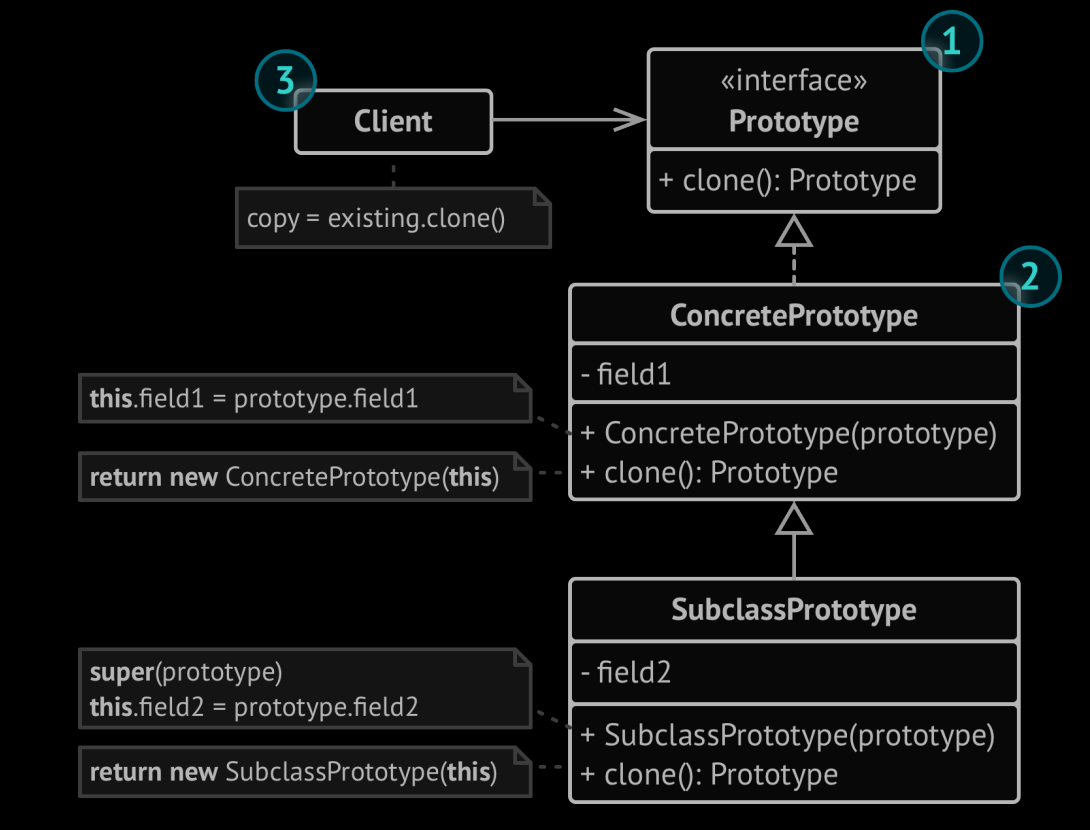 3
Client
copy = existing.clone()
1
«interface»
Prototype
+ clone(): Prototype
2
ConcretePrototype
- field1
+ ConcretePrototype(prototype)
+ clone(): Prototype
this.field1 = prototype.field1
return new ConcretePrototype(this)
SubclassPrototype
- field2
+ SubclassPrototype(prototype)
+ clone(): Prototype
super(prototype)
this.field2 = prototype.field2
return new SubclassPrototype(this)